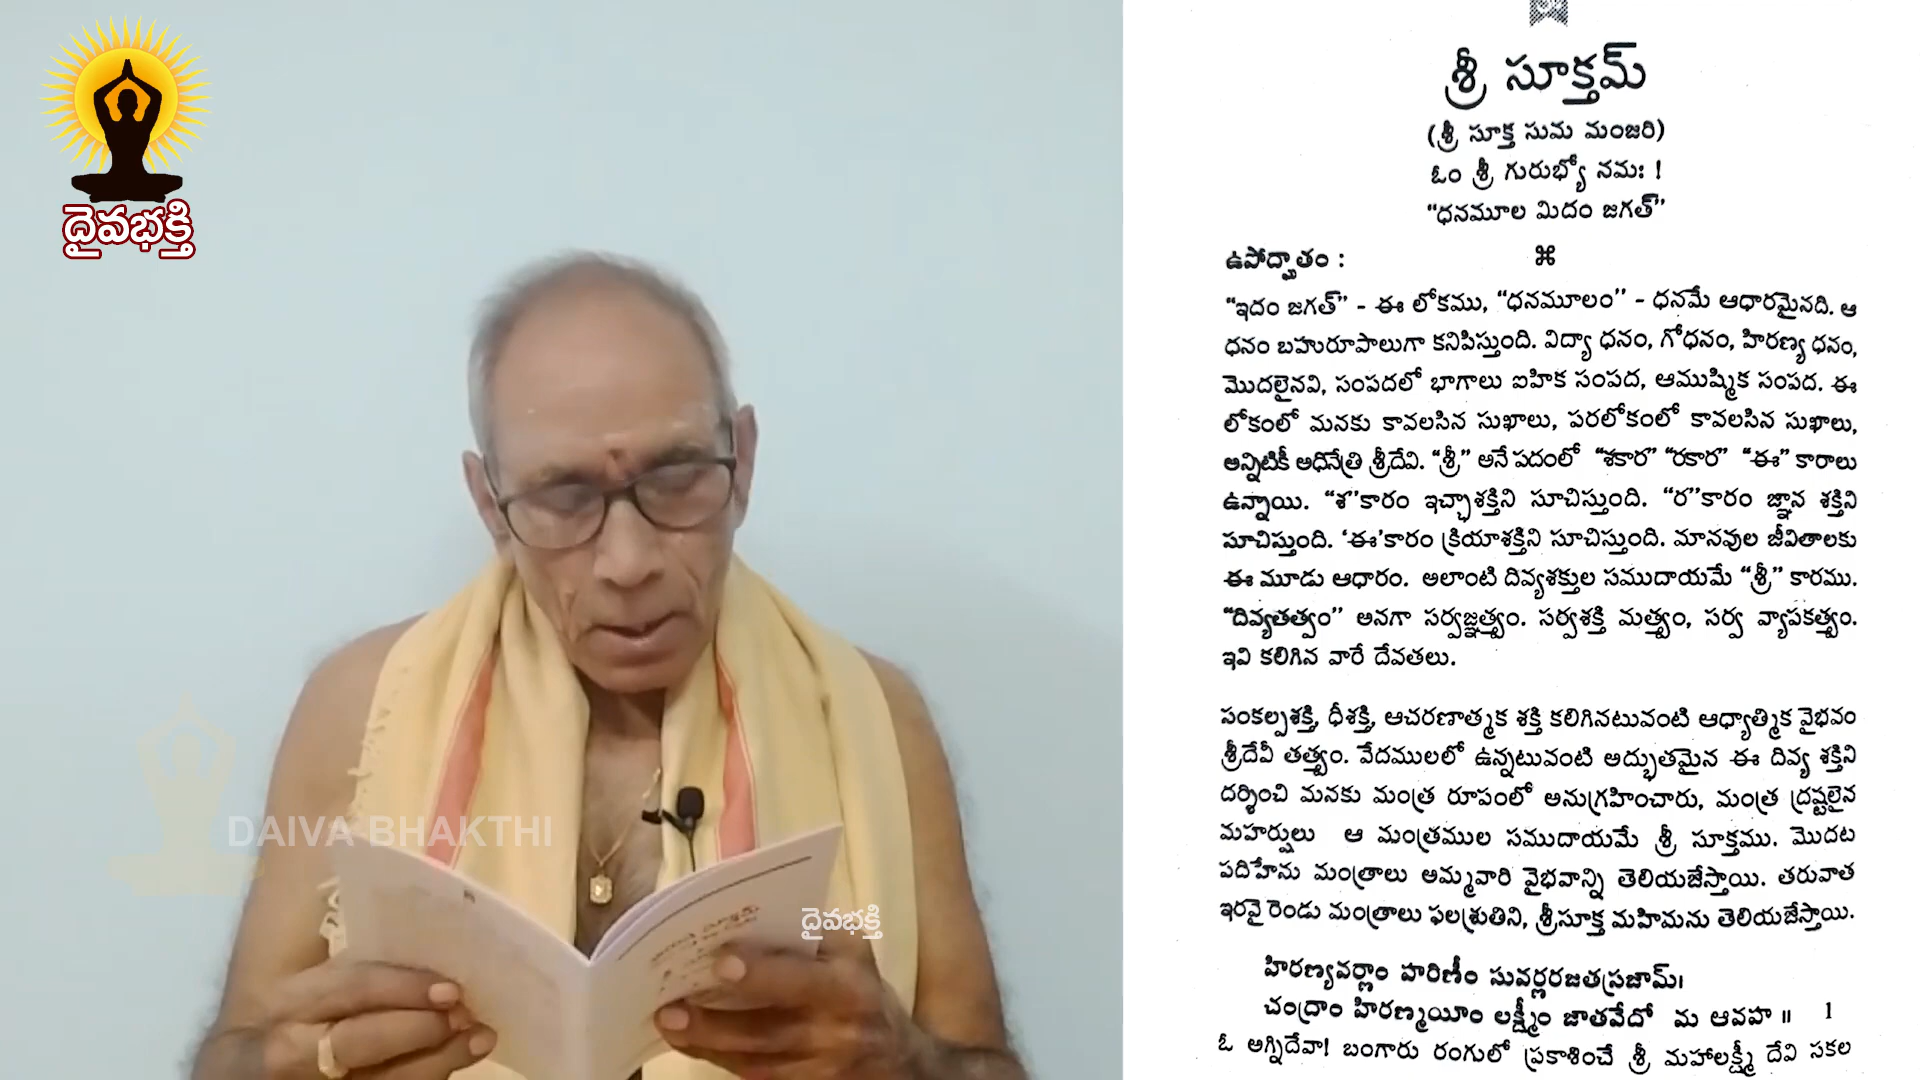 దైవభక్తి
DAIVA BHAKTHI
దైవభక్తి
శ్రీ సూక్తమ్
(శ్రీ సూక్త సుమ మంజరి)
ఓం శ్రీ గురుభ్యో నమః !
“ధనమూల మిదం జగత్”
ఉపోద్ఘాతం :
“ఇదం జగత్” - ఈ లోకము, “ధనమూలం” - ధనమే ఆధారమైనది. ఆ
ధనం బహురూపాలుగా కనిపిస్తుంది. విద్యా ధనం, గోధనం, హిరణ్య ధనం,
మొదలైనవి, సంపదలో భాగాలు ఐహిక సంపద, ఆముష్మిక సంపద. ఈ
లోకంలో మనకు కావలసిన సుఖాలు, పరలోకంలో కావలసిన సుఖాలు,
అన్నిటికీ అధినేత్రి శ్రీదేవి. “శ్రీ” అనే పదంలో “శకార” “రకార” “ఈ” కారాలు
ఉన్నాయి. “శ”కారం ఇచ్ఛాశక్తిని సూచిస్తుంది. “ర”కారం జ్ఞాన శక్తిని
సూచిస్తుంది. ‘ఈ’కారం క్రియాశక్తిని సూచిస్తుంది. మానవుల జీవితాలకు
ఈ మూడు ఆధారం. అలాంటి దివ్యశక్తుల సముదాయమే “శ్రీ” కారము.
“దివ్యతత్వం” అనగా సర్వజ్ఞత్త్వం. సర్వశక్తి మత్త్వం, సర్వ వ్యాపకత్త్వం.
ఇవి కలిగిన వారే దేవతలు.
సంకల్పశక్తి, ధీశక్తి, ఆచరణాత్మక శక్తి కలిగినటువంటి ఆధ్యాత్మిక వైభవం
శ్రీదేవీ తత్త్వం. వేదములలో ఉన్నటువంటి అద్భుతమైన ఈ దివ్య శక్తిని
దర్శించి మనకు మంత్ర రూపంలో అనుగ్రహించారు, మంత్ర ద్రష్టలైన
మహర్షులు ఆ మంత్రముల సముదాయమే శ్రీ సూక్తము. మొదట
పదిహేను మంత్రాలు అమ్మవారి వైభవాన్ని తెలియజేస్తాయి. తరువాత
ఇరవై రెండు మంత్రాలు ఫలశ్రుతిని, శ్రీసూక్త మహిమను తెలియజేస్తాయి.
హిరణ్యవర్ణాం హరిణీం సువర్ణరజతస్రజామ్।
చంద్రాం హిరణ్మయీం లక్ష్మీం జాతవేదో మ ఆవహ ॥ 1
ఓ అగ్నిదేవా! బంగారు రంగులో ప్రకాశించే శ్రీ మహాలక్ష్మీ దేవి సకల